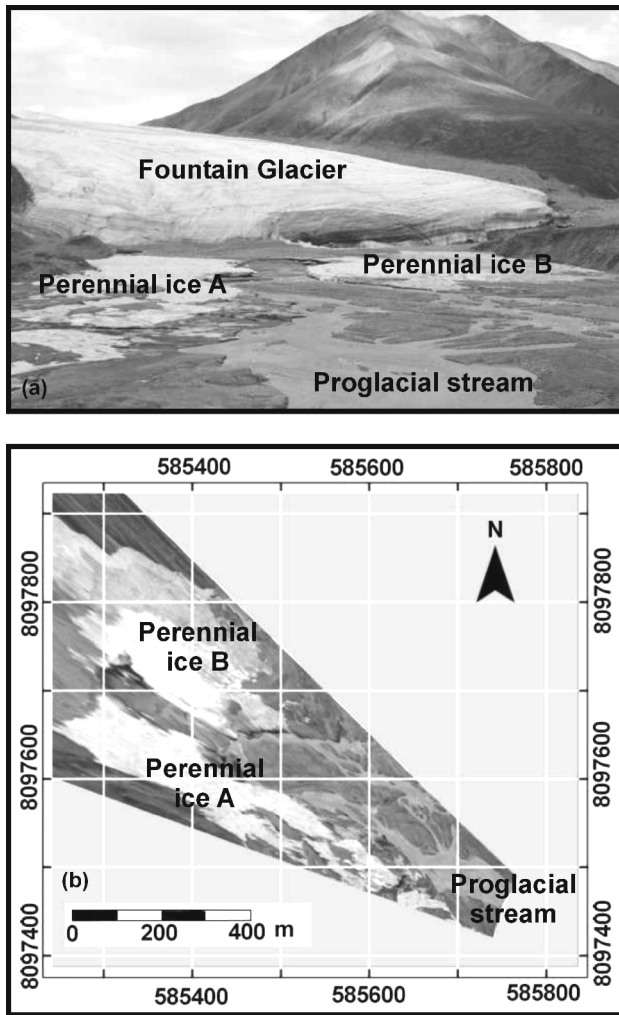 Fountain Glacier
Perennial ice A
Perennial ice B
Proglacial stream
(a)
585400 585600 585800
8097800
8097800
N
Perennial
ice B
8097600
8097600
Perennial
ice A
(b)
Proglacial
stream
0 200 400 m
8097400
8097400
585400 585600 585800